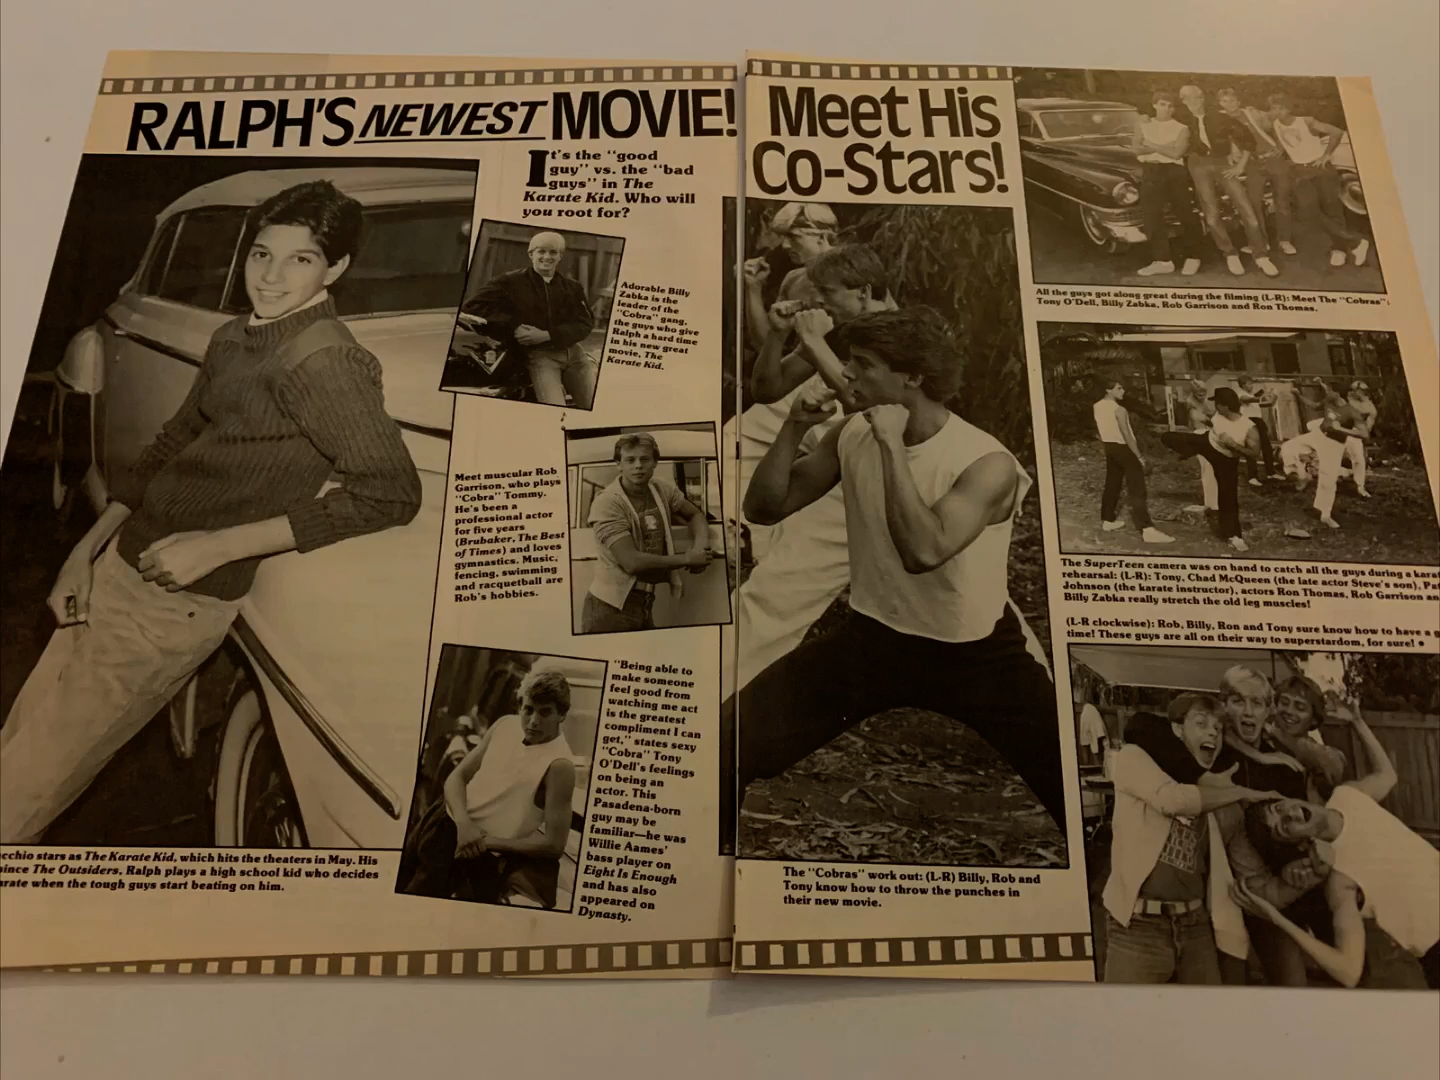 RALPH'S NEWEST MOVIE!
It's the "good
guy" vs. the "bad
guys" in The
Karate Kid. Who will
you root for?
Adorable Billy
Zabka is the
leader of the
"Cobra" gang,
the guys who give
Ralph a hard time
in his new great
movie, The
Karate Kid.
Meet muscular Rob
Garrison, who plays
"Cobra" Tommy.
He's been a
professional actor
for five years
(Brubaker, The Best
of Times) and loves
gymnastics. Music,
fencing, swimming
and racquetball are
Rob's hobbies.
"Being able to
make someone
feel good from
watching me act
is the greatest
compliment I can
get," states sexy
"Cobra" Tony
O'Dell's feelings
on being an
actor. This
Pasadena-born
guy may be
familiar—he was
Willie Aames'
bass player on
Eight Is Enough
and has also
appeared on
Dynasty.
cchio stars as The Karate Kid, which hits the theaters in May. His
since The Outsiders, Ralph plays a high school kid who decides
arate when the tough guys start beating on him.
Meet His
Co-Stars!
The "Cobras" work out: (L-R) Billy, Rob and
Tony know how to throw the punches in
their new movie.
All the guys got along great during the filming (L-R): Meet The "Cobras":
Tony O'Dell, Billy Zabka, Rob Garrison and Ron Thomas.
The SuperTeen camera was on hand to catch all the guys during a karat
rehearsal: (L-R): Tony, Chad McQueen (the late actor Steve's son), Pat
Johnson (the karate instructor), actors Ron Thomas, Rob Garrison an
Billy Zabka really stretch the old leg muscles!
(L-R clockwise): Rob, Billy, Ron and Tony sure know how to have a g
time! These guys are all on their way to superstardom, for sure! ★